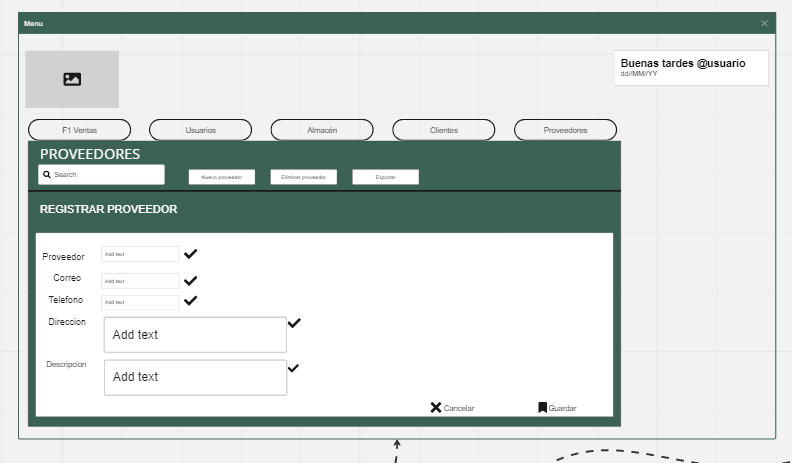 Menu
Buenas tardes @usuario
dd//MM//YY
F1 Ventas
Usuarios
Almacén
Clientes
Proveedores
PROVEEDORES
Search
Nuevo proveedor
Eliminar proveedor
Exportar
REGISTRAR PROVEEDOR
Proveedor
Add text
Correo
Add text
Telefono
Add text
Direccion
Add text
Descripcion
Add text
Cancelar
Guardar